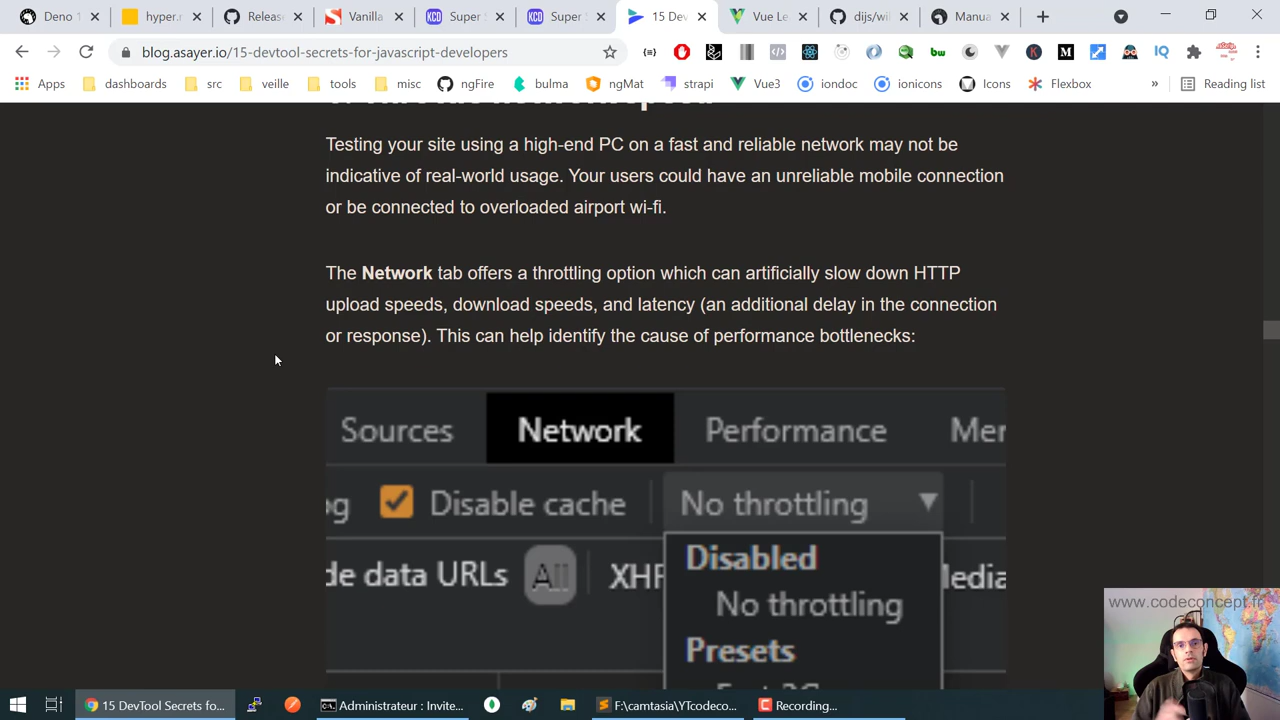 Deno 1
hyper.r
Releas
Vanilla
Super S
Super S
15 Dev
Vue Le
dijs/wi
Manua
blog.asayer.io/15-devtool-secrets-for-javascript-developers
Apps
dashboards
src
veille
tools
misc
ngFire
bulma
ngMat
strapi
Vue3
iondoc
ionicons
Icons
Flexbox
»
Reading list
Testing your site using a high-end PC on a fast and reliable network may not be
indicative of real-world usage. Your users could have an unreliable mobile connection
or be connected to overloaded airport wi-fi.
The Network tab offers a throttling option which can artificially slow down HTTP
upload speeds, download speeds, and latency (an additional delay in the connection
or response). This can help identify the cause of performance bottlenecks:
Sources Network Performance Mer
og Disable cache No throttling
Disabled
de data URLs All XHR Media
No throttling
Presets
www.codeconcept.fr
15 DevTool Secrets fo...
Administrateur : Invite...
F:\camtasia\YTcodeco...
Recording...